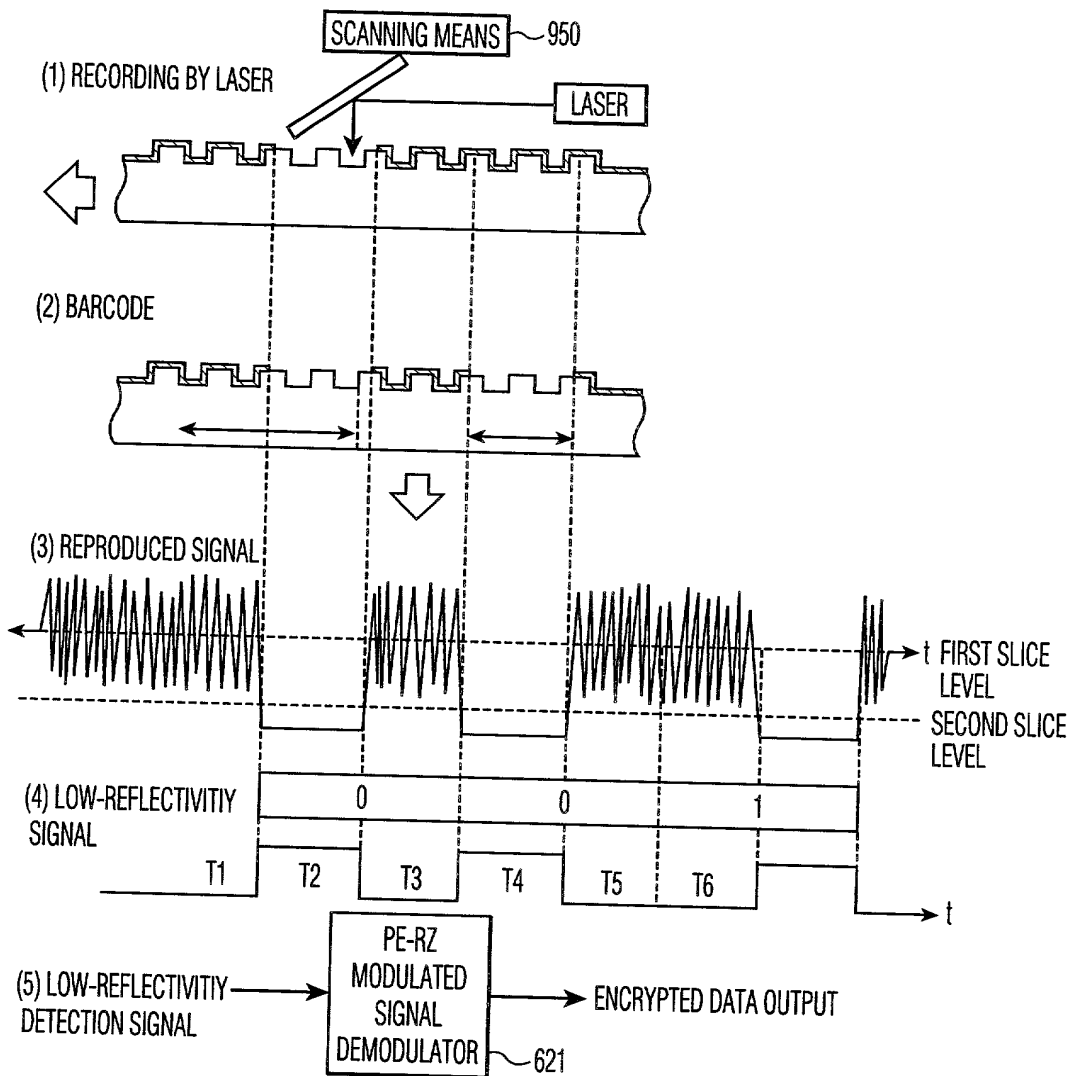 SCANNING MEANS 950
(1) RECORDING BY LASER
LASER
(2) BARCODE
(3) REPRODUCED SIGNAL
t FIRST SLICE
LEVEL
SECOND SLICE
LEVEL
(4) LOW-REFLECTIVITIY
SIGNAL
0 0 1
T1 T2 T3 T4 T5 T6
t
PE-RZ
MODULATED
SIGNAL
DEMODULATOR
(5) LOW-REFLECTIVITIY
DETECTION SIGNAL
ENCRYPTED DATA OUTPUT
621